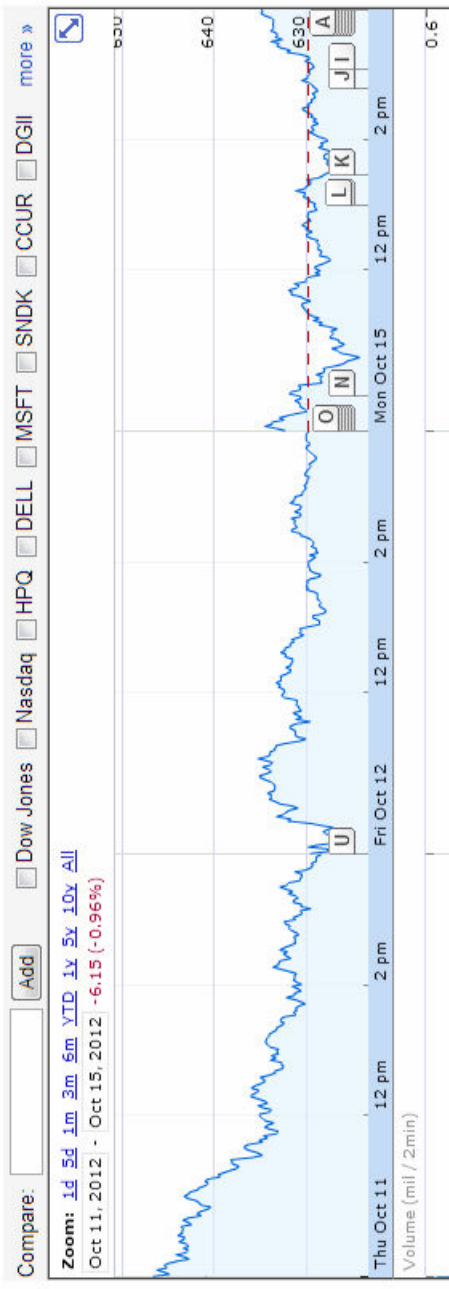 Compare: Add Dow Jones Nasdaq HPQ DELL MSFT SNDK CCUR DGII more »
Zoom: 1d 5d 1m 3m 6m YTD 1y 5y 10y All
Oct 11, 2012 - Oct 15, 2012 -6.15 (-0.96%)
640
630
O N L K J I A
U
Thu Oct 11 12 pm 2 pm Fri Oct 12 12 pm 2 pm Mon Oct 15 12 pm 2 pm
Volume (mil / 2min)
0.6